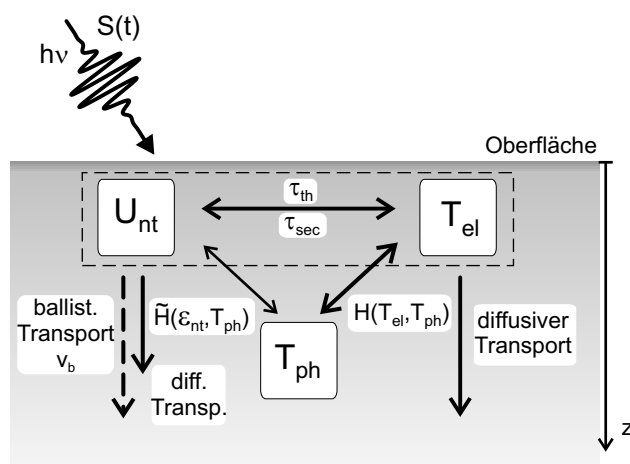 S(t)
hν
Oberfläche
U_nt
τ_th
τ_sec
T_el
ballist.
Transport
v_b
H̃(ε_nt,T_ph)
H(T_el,T_ph)
diffusiver
Transport
T_ph
diff.
Transp.
z